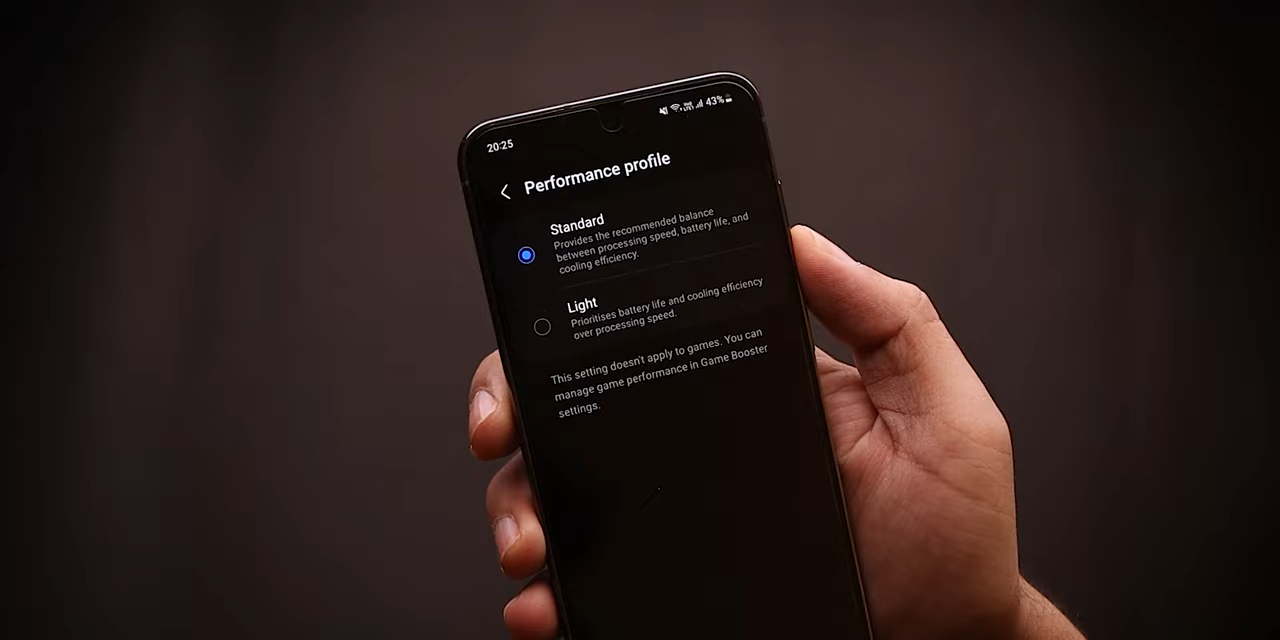 20:25
43%
Performance profile
Standard
Provides the recommended balance
between processing speed, battery life, and
cooling efficiency.
Light
Prioritises battery life and cooling efficiency
over processing speed.
This setting doesn't apply to games. You can
manage game performance in Game Booster
settings.